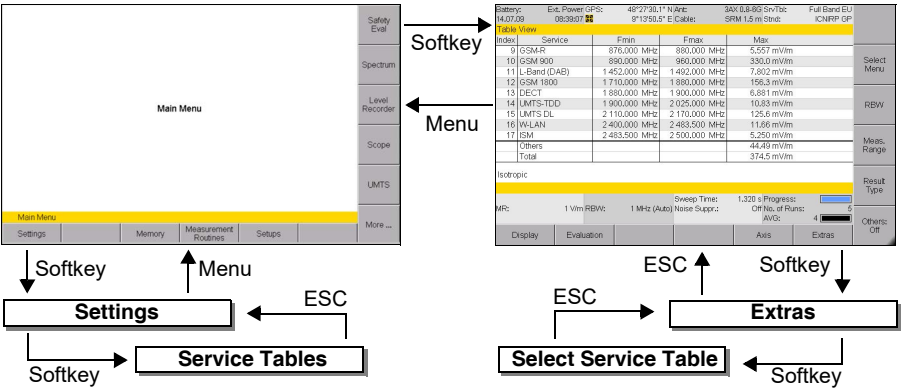 Main Menu
Safety Eval
Spectrum
Level Recorder
Scope
UMTS
More ...
Main Menu
Settings Memory Measurement Routines Setups
Softkey
Menu
Battery: Ext. Power GPS: 48°27'30.1" N Ant: 3AX 0.8-6G SrvTbl: Full Band EU
14.07.09 08:39:07 9°13'50.5" E Cable: SRM 1.5 m Stnd: ICNIRP GP
Table View
Index Service Fmin Fmax Max
9 GSM-R 876.000 MHz 880.000 MHz 5.557 mV/m
10 GSM 900 890.000 MHz 960.000 MHz 330.0 mV/m
11 L-Band (DAB) 1 452.000 MHz 1 492.000 MHz 7.802 mV/m
12 GSM 1800 1 710.000 MHz 1 880.000 MHz 156.3 mV/m
13 DECT 1 880.000 MHz 1 900.000 MHz 6.881 mV/m
14 UMTS-TDD 1 900.000 MHz 2 025.000 MHz 10.83 mV/m
15 UMTS DL 2 110.000 MHz 2 170.000 MHz 125.6 mV/m
16 W-LAN 2 400.000 MHz 2 483.500 MHz 11.66 mV/m
17 ISM 2 483.500 MHz 2 500.000 MHz 5.250 mV/m
Others 44.49 mV/m
Total 374.5 mV/m
Isotropic
Sweep Time: 1.320 s Progress:
MR: 1 V/m RBW: 1 MHz (Auto) Noise Suppr.: Off No. of Runs: 5
AVG: 4
Display Evaluation Axis Extras
Select Menu
RBW
Meas. Range
Result Type
Others: Off
Softkey
Menu
Settings
ESC
Softkey
Service Tables
ESC
Softkey
Extras
ESC
Select Service Table
Softkey